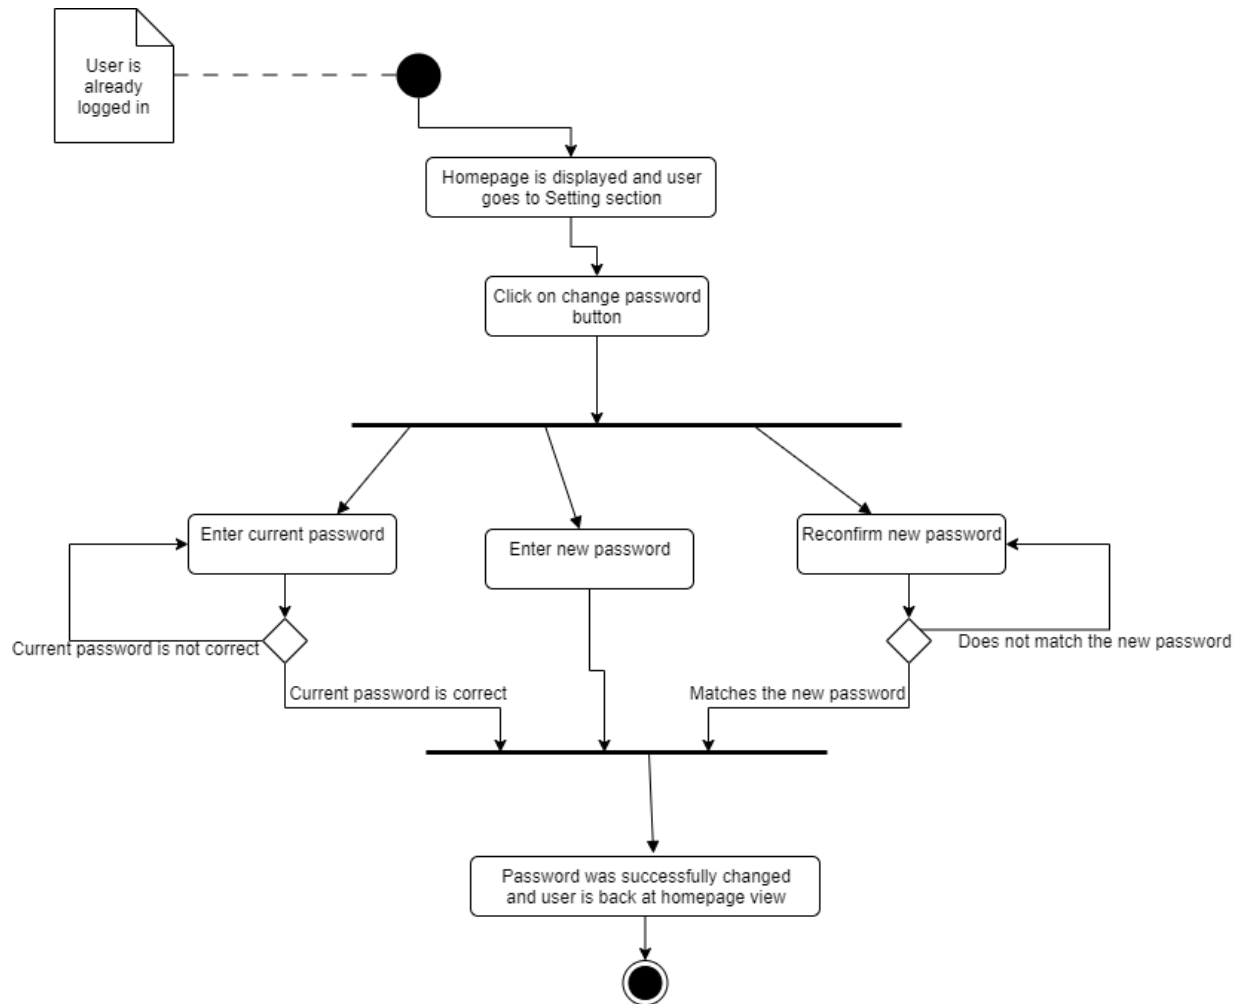 User is
already
logged in
Homepage is displayed and user
goes to Setting section
Click on change password
button
Enter current password
Enter new password
Reconfirm new password
Current password is not correct
Does not match the new password
Current password is correct
Matches the new password
Password was successfully changed
and user is back at homepage view